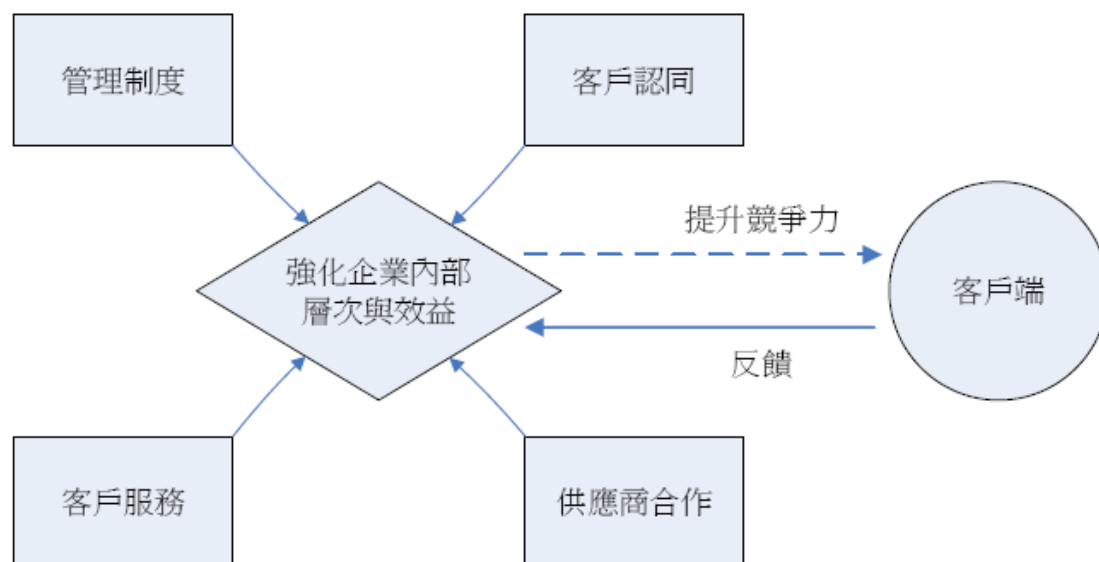 管理制度
客戶認同
提升競爭力
強化企業內部
層次與效益
客戶端
反饋
客戶服務
供應商合作